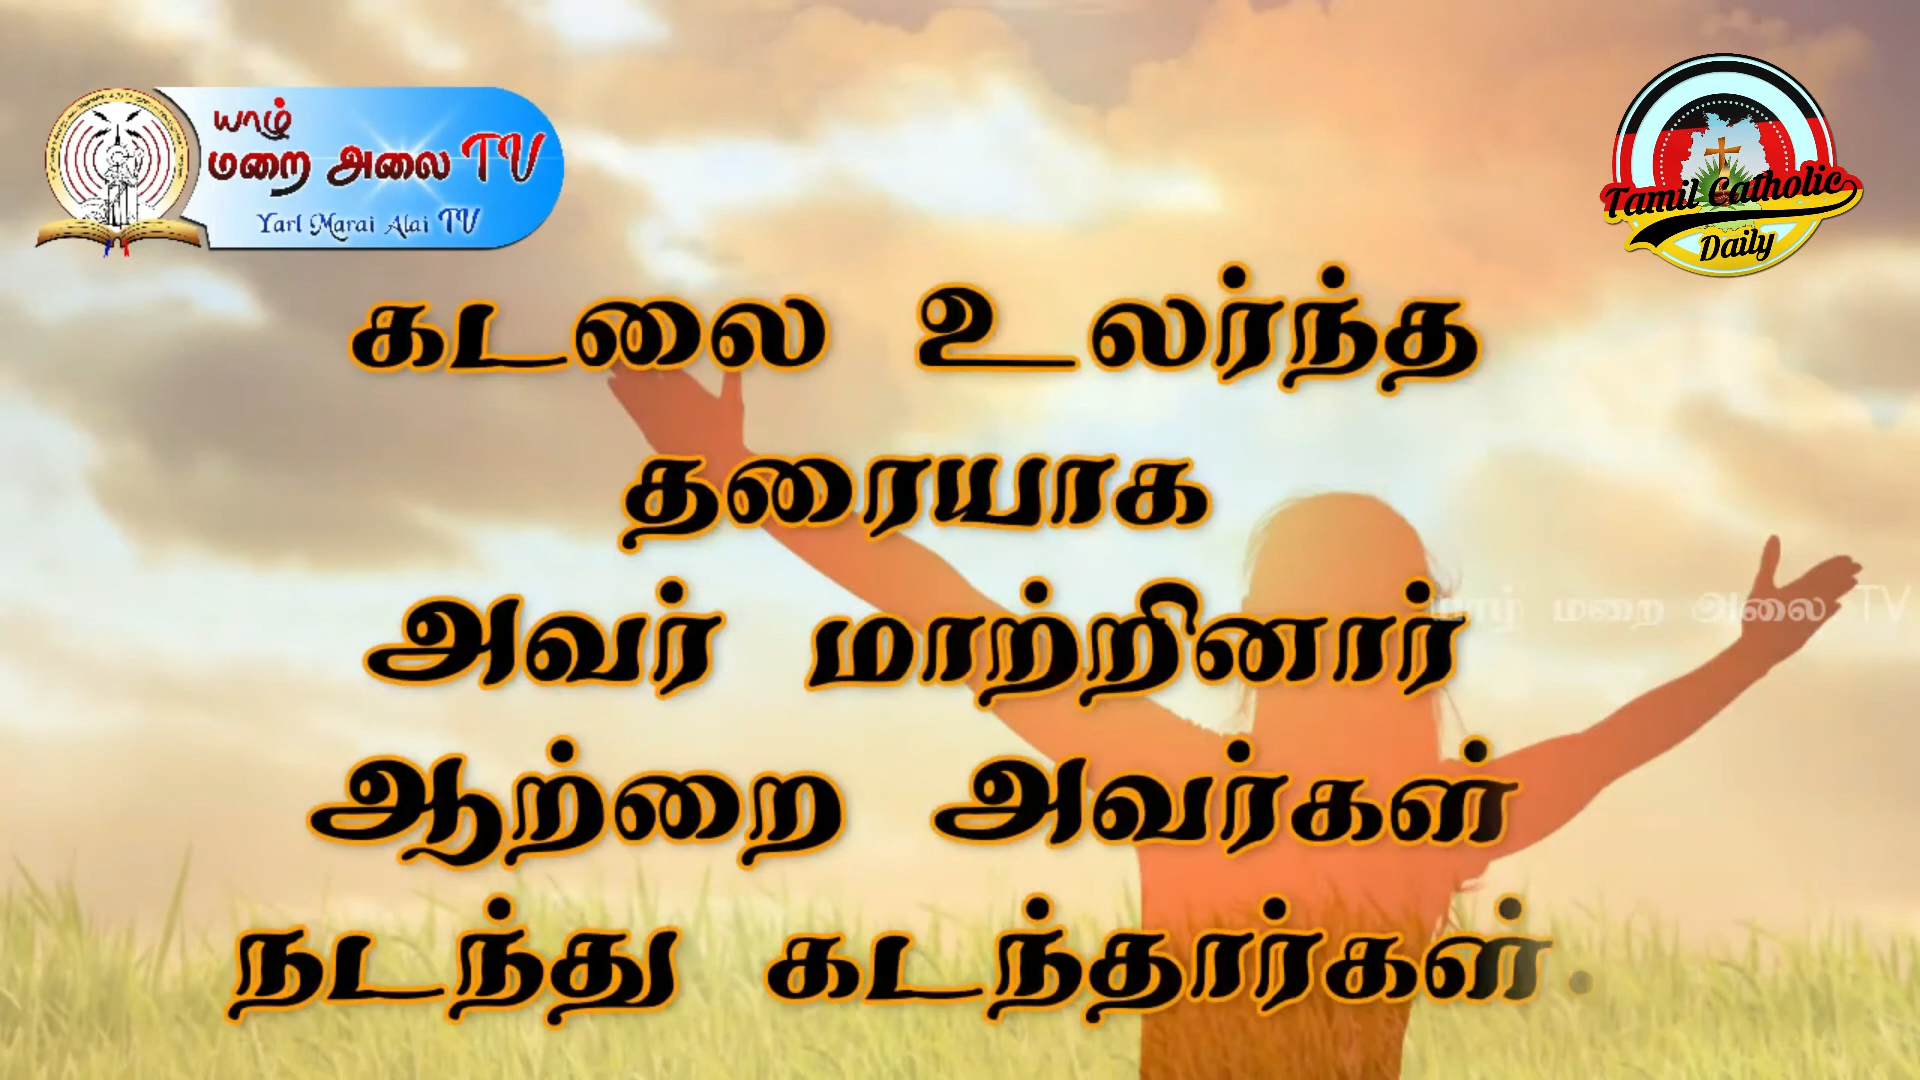 யாழ்
மறை அலை TV
Yarl Marai Alai TV
Tamil Catholic
Daily
கடலை உலர்ந்த
தரையாக
அவர் மாற்றினார்
யாழ் மறை அலை TV
ஆற்றை அவர்கள்
நடந்து கடந்தார்கள்.